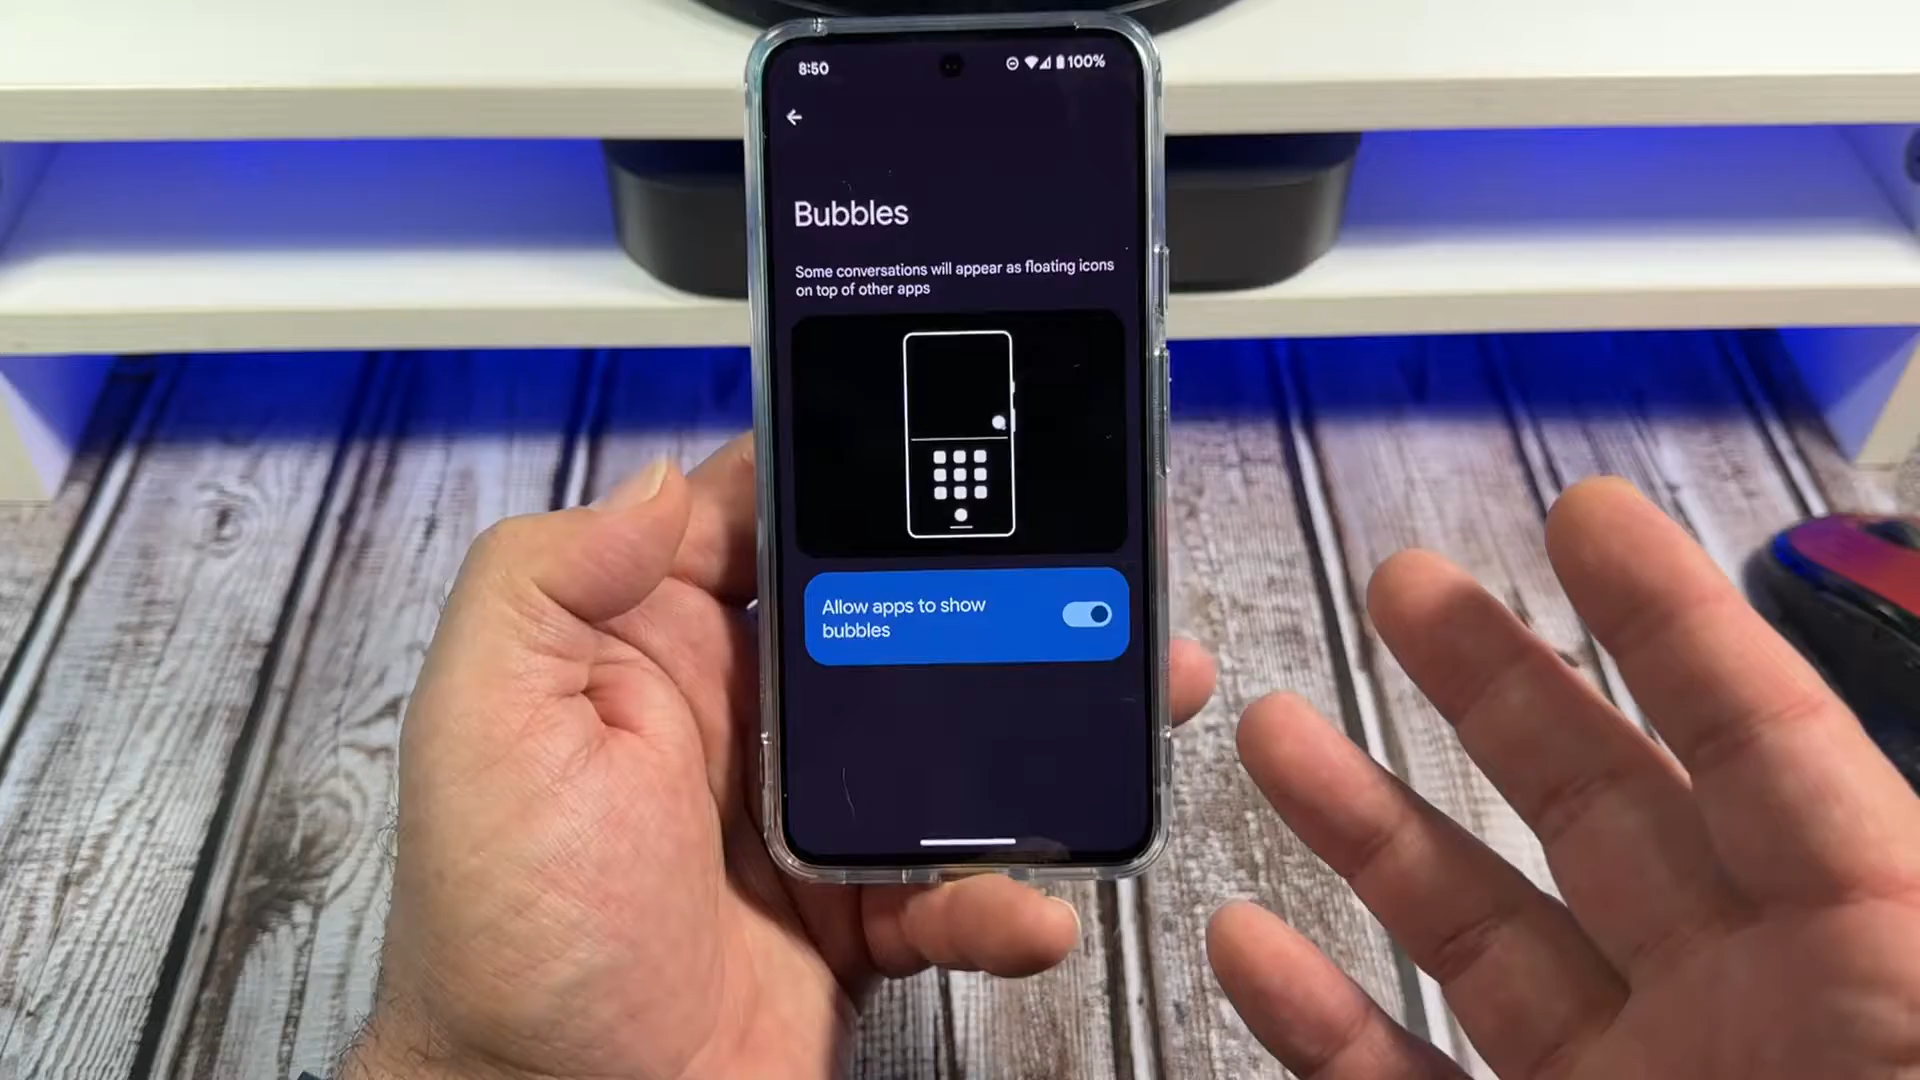 8:50 100%
Bubbles
Some conversations will appear as floating icons
on top of other apps
Allow apps to show
bubbles